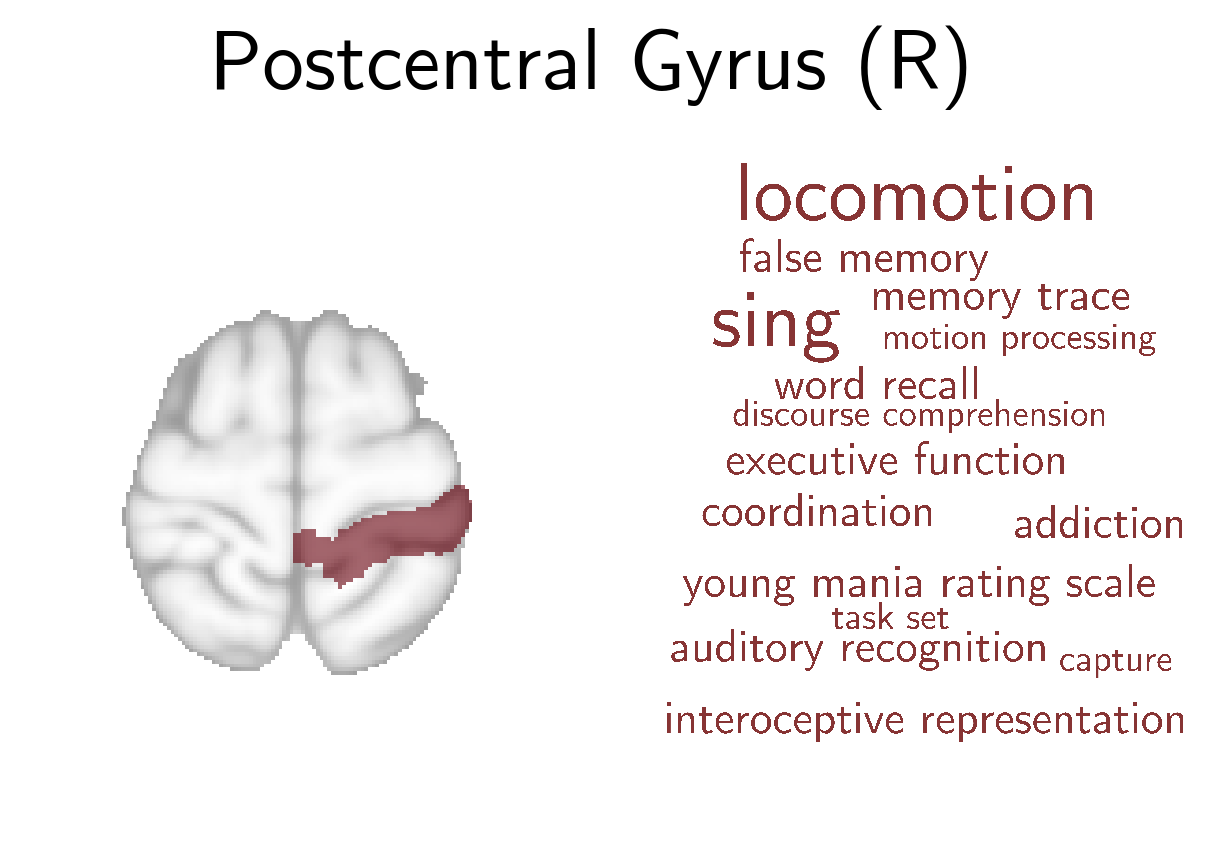 Postcentral Gyrus (R)
locomotion
false memory
memory trace
sing
motion processing
word recall
discourse comprehension
executive function
coordination
addiction
young mania rating scale
task set
auditory recognition
capture
interoceptive representation